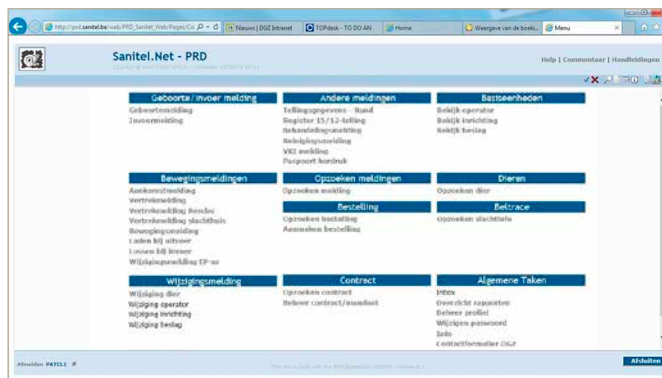 http://prd.sanitel.be/web/PRD_Sanitel_Web/Pages/Co
Nieuws | DGZ Intranet
TOPdesk - TO DO AN
Home
Weergave van de boeki...
Menu
Sanitel.Net - PRD
Help | Commentaar | Handleidingen
Geboorte/Invoer melding
Geboortemelding
Invoermelding
Andere meldingen
Tellingsgegevens - Rund
Register 15/12-telling
Behandelingsmelding
Reinigingsmelding
VKI melding
Paspoort herdruk
Basiseenheden
Bekijk operator
Bekijk inrichting
Bekijk beslag
Bewegingsmeldingen
Aankomstmelding
Vertrekmelding
Vertrekmelding Rendac
Vertrekmelding slachthuis
Bewegingsmelding
Laden bij uitvoer
Lossen bij invoer
Opzoeken meldingen
Opzoeken melding
Dieren
Opzoeken dier
Bestelling
Opzoeken bestelling
Aanmaken bestelling
Beltrace
Opzoeken slachtinfo
Wijzigingsmelding
Wijziging dier
Wijziging operator
Wijziging inrichting
Wijziging beslag
Contract
Opzoeken contract
Beheer contract/mandaat
Algemene Taken
Inbox
Overzicht rapporten
Beheer profiel
Wijzigen paswoord
Info
Contactformulier DGZ
Afmelden PATCL1
Afsluiten